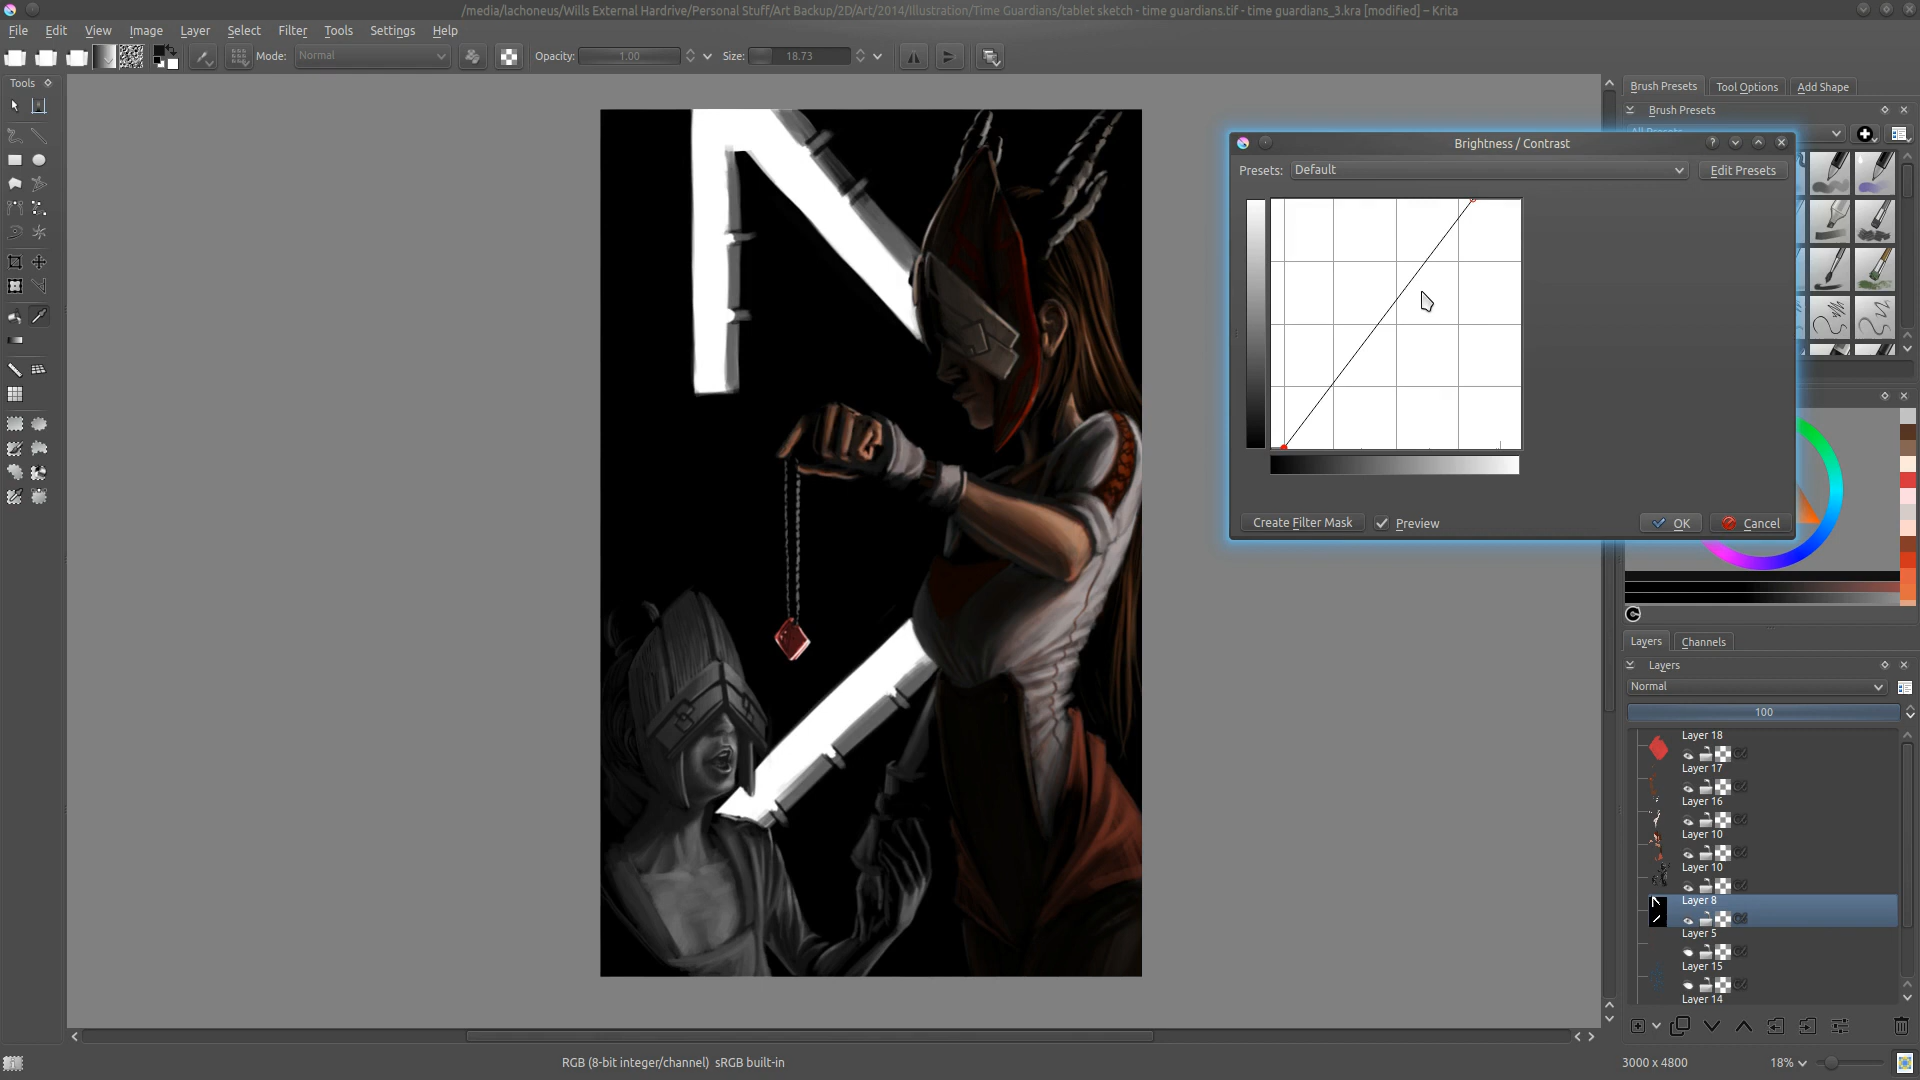 /media/lachoneus/Wills External Hardrive/Personal Stuff/Art Backup/2D/Art/2014/Illustration/Time Guardians/tablet sketch - time guardians.tif - time guardians_3.kra [modified] – Krita
File Edit View Image Layer Select Filter Tools Settings Help
Mode: Normal Opacity: 1.00 Size: 18.73
Tools
Brush Presets Tool Options Add Shape
Brush Presets
All Presets
Brightness / Contrast
Presets: Default Edit Presets
Create Filter Mask Preview OK Cancel
Layers Channels
Layers
Normal
100
Layer 18
Layer 17
Layer 16
Layer 10
Layer 10
Layer 8
Layer 5
Layer 15
Layer 14
RGB (8-bit integer/channel) sRGB built-in 3000 x 4800 18%